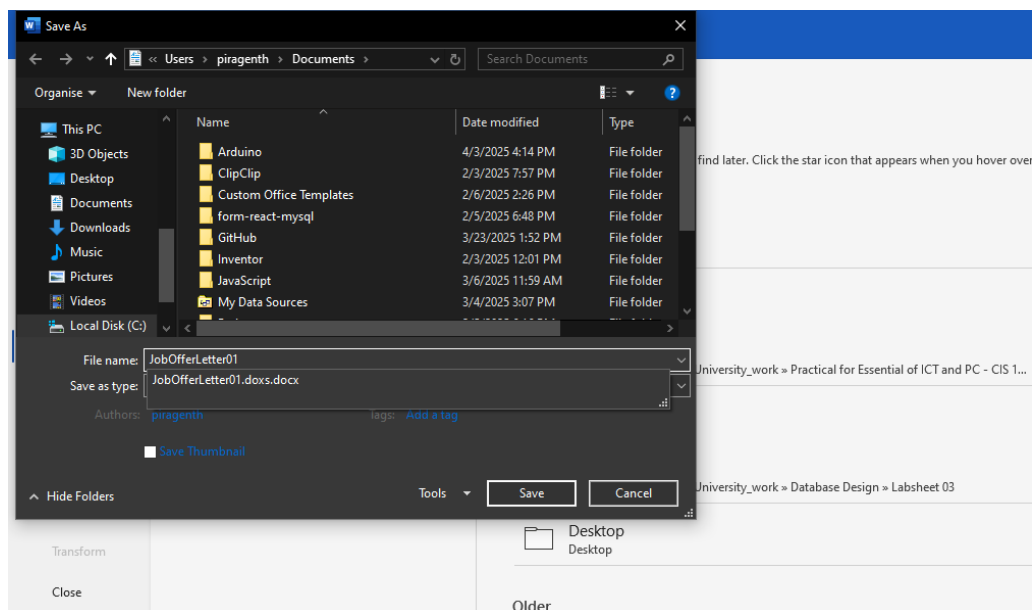 Save As
« Users › piragenth › Documents ›
Search Documents
Organise
New folder
This PC
3D Objects
Desktop
Documents
Downloads
Music
Pictures
Videos
Local Disk (C:)
Name Date modified Type
Arduino 4/3/2025 4:14 PM File folder
ClipClip 2/3/2025 7:57 PM File folder
Custom Office Templates 2/6/2025 2:26 PM File folder
form-react-mysql 2/5/2025 6:48 PM File folder
GitHub 3/23/2025 1:52 PM File folder
Inventor 2/3/2025 12:01 PM File folder
JavaScript 3/6/2025 11:59 AM File folder
My Data Sources 3/4/2025 3:07 PM File folder
File name: JobOfferLetter01
JobOfferLetter01.doxs.docx
Save as type:
Authors: piragenth Tags: Add a tag
Save Thumbnail
Hide Folders
Tools Save Cancel
find later. Click the star icon that appears when you hover over
University_work » Practical for Essential of ICT and PC - CIS 1...
University_work » Database Design » Labsheet 03
Desktop
Desktop
Older
Transform
Close